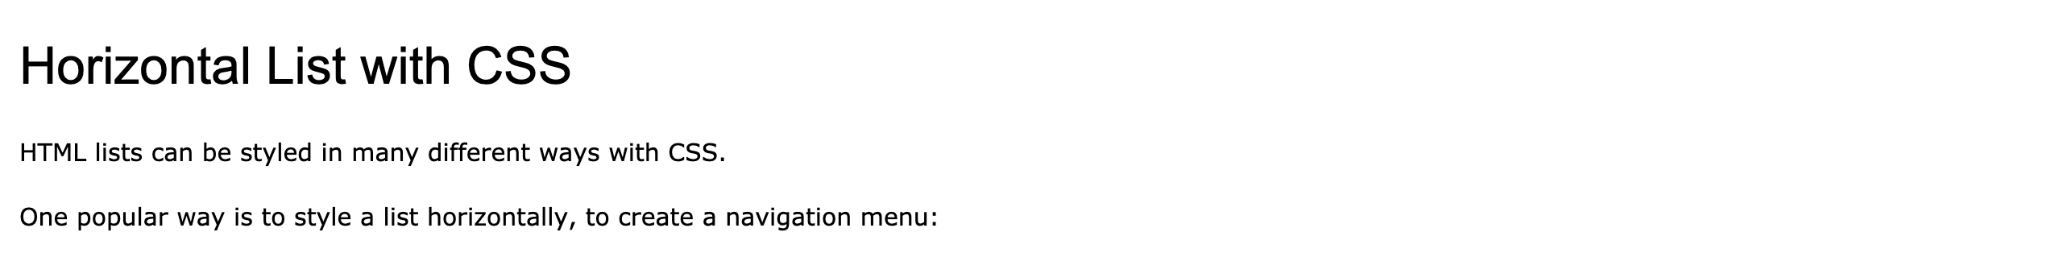 Horizontal List with CSS
HTML lists can be styled in many different ways with CSS.
One popular way is to style a list horizontally, to create a navigation menu: